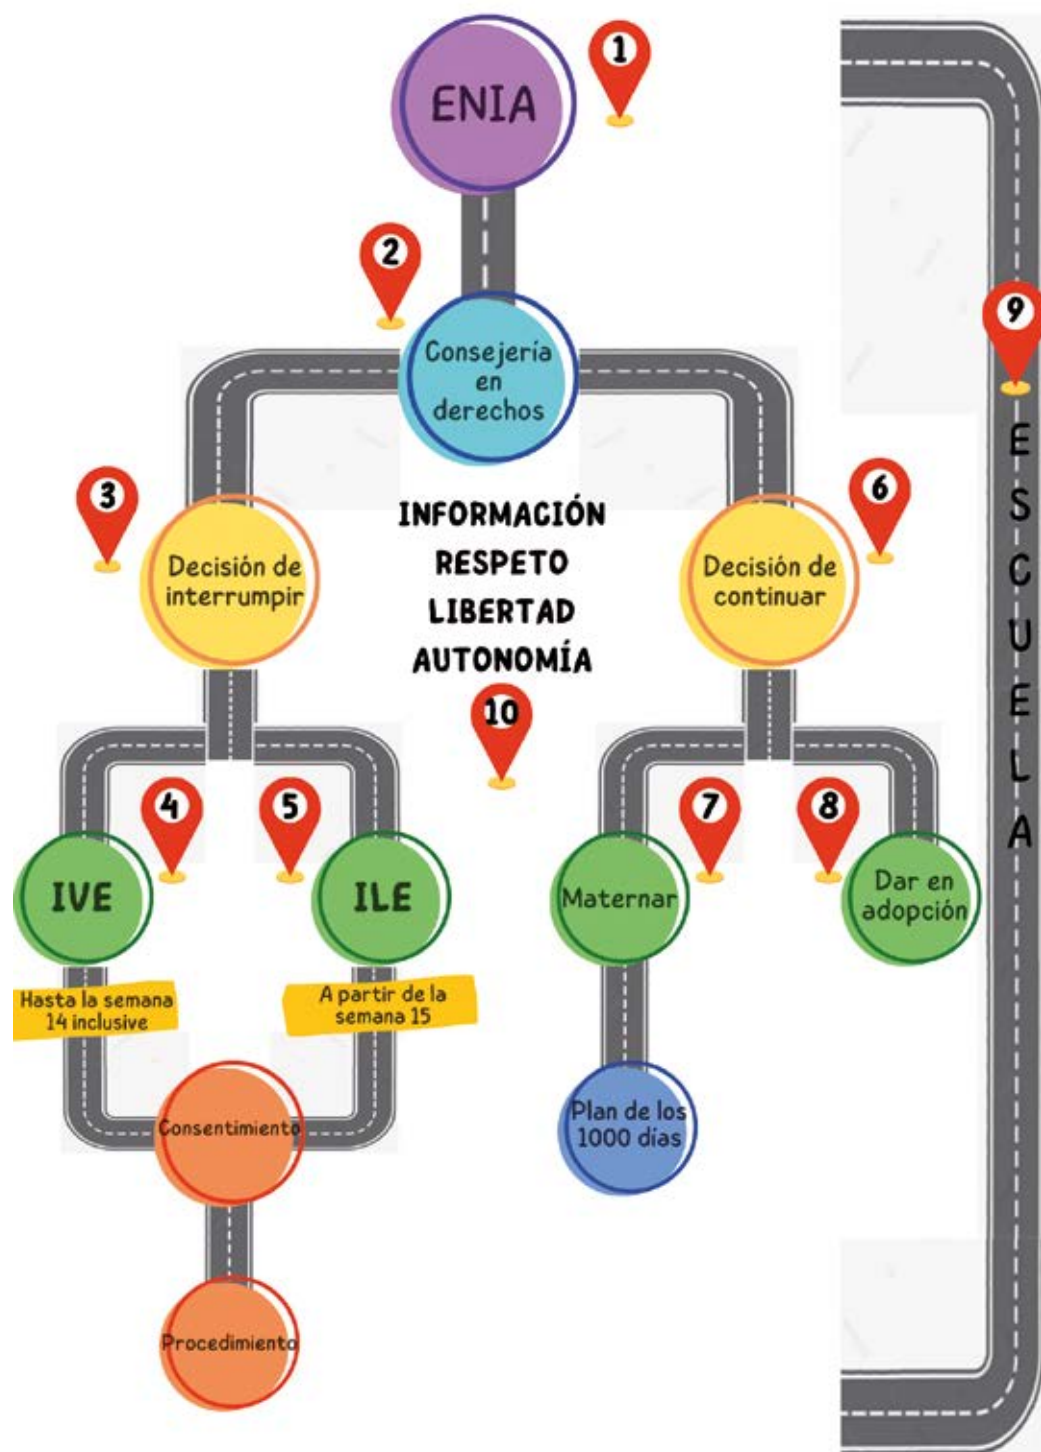 ENIA
1
2
Consejería
en
derechos
9
3
Decisión de
interrumpir
INFORMACIÓN
RESPETO
LIBERTAD
AUTONOMÍA
10
6
Decisión de
continuar
ESCUELA
4
5
IVE
ILE
7
8
Maternar
Dar en
adopción
Hasta la semana
14 inclusive
A partir de la
semana 15
Consentimiento
Plan de los
1000 días
Procedimiento